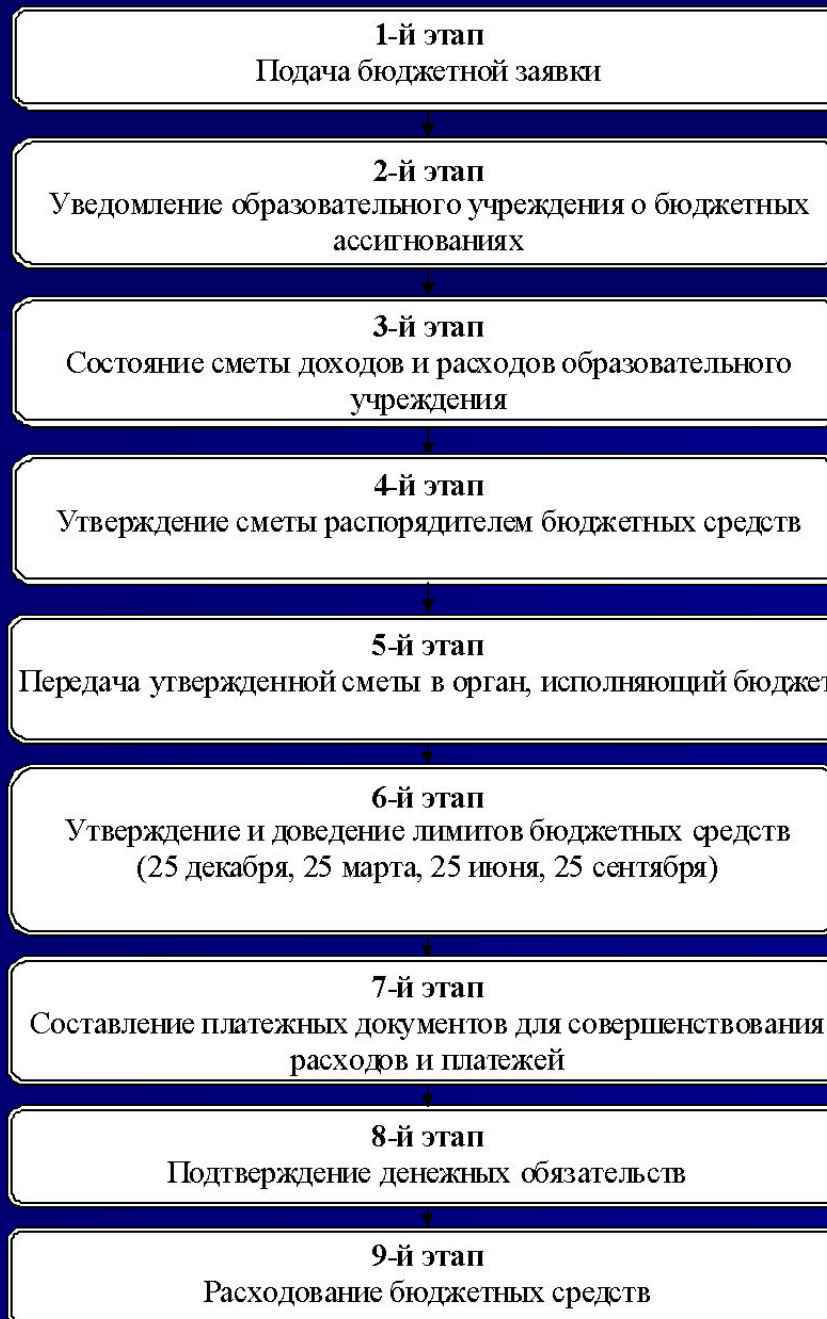 1-й этап
Подача бюджетной заявки
2-й этап
Уведомление образовательного учреждения о бюджетных
ассигнованиях
3-й этап
Состояние сметы доходов и расходов образовательного
учреждения
4-й этап
Утверждение сметы распорядителем бюджетных средств
5-й этап
Передача утвержденной сметы в орган, исполняющий бюджет
6-й этап
Утверждение и доведение лимитов бюджетных средств
(25 декабря, 25 марта, 25 июня, 25 сентября)
7-й этап
Составление платежных документов для совершенствования
расходов и платежей
8-й этап
Подтверждение денежных обязательств
9-й этап
Расходование бюджетных средств